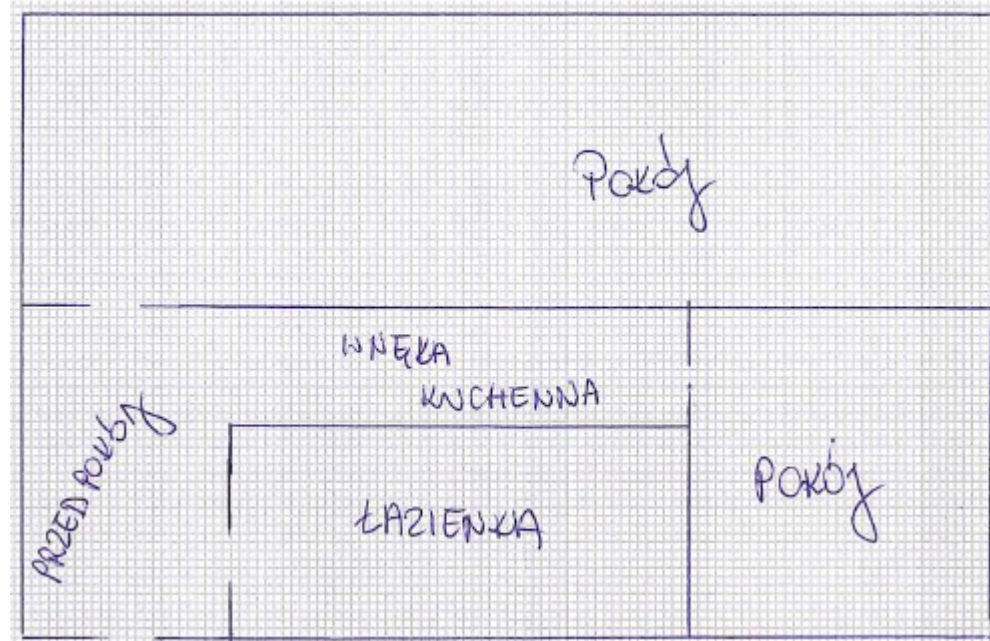 Pokój
WNĘKA
KUCHENNA
PRZEDPOKÓJ
ŁAZIENKA
POKÓJ